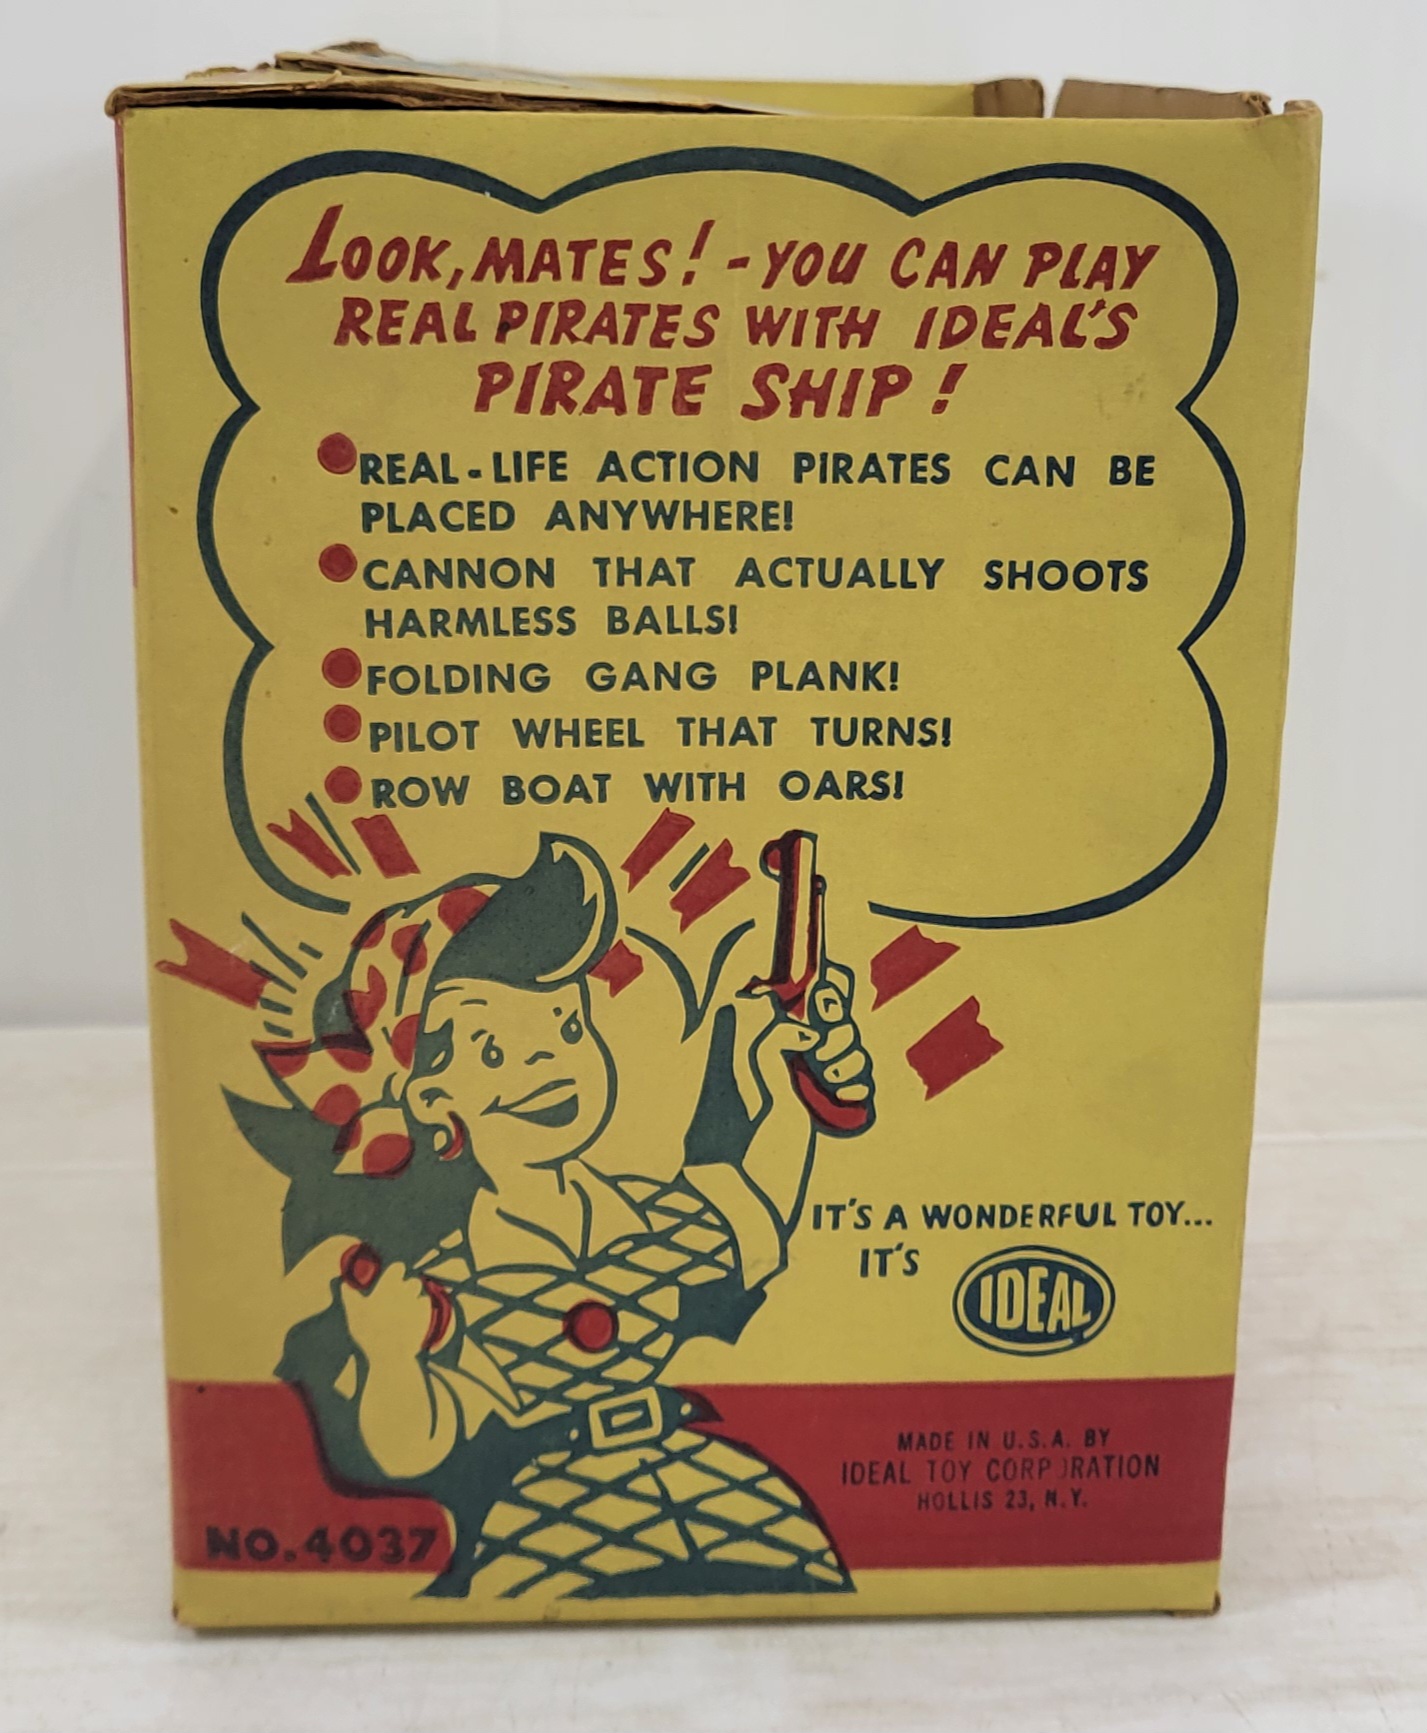 LOOK, MATES! - YOU CAN PLAY
REAL PIRATES WITH IDEAL'S
PIRATE SHIP!
REAL-LIFE ACTION PIRATES CAN BE
PLACED ANYWHERE!
CANNON THAT ACTUALLY SHOOTS
HARMLESS BALLS!
FOLDING GANG PLANK!
PILOT WHEEL THAT TURNS!
ROW BOAT WITH OARS!
IT'S A WONDERFUL TOY...
IT'S IDEAL
MADE IN U.S.A. BY
IDEAL TOY CORPORATION
HOLLIS 23, N.Y.
NO. 4037